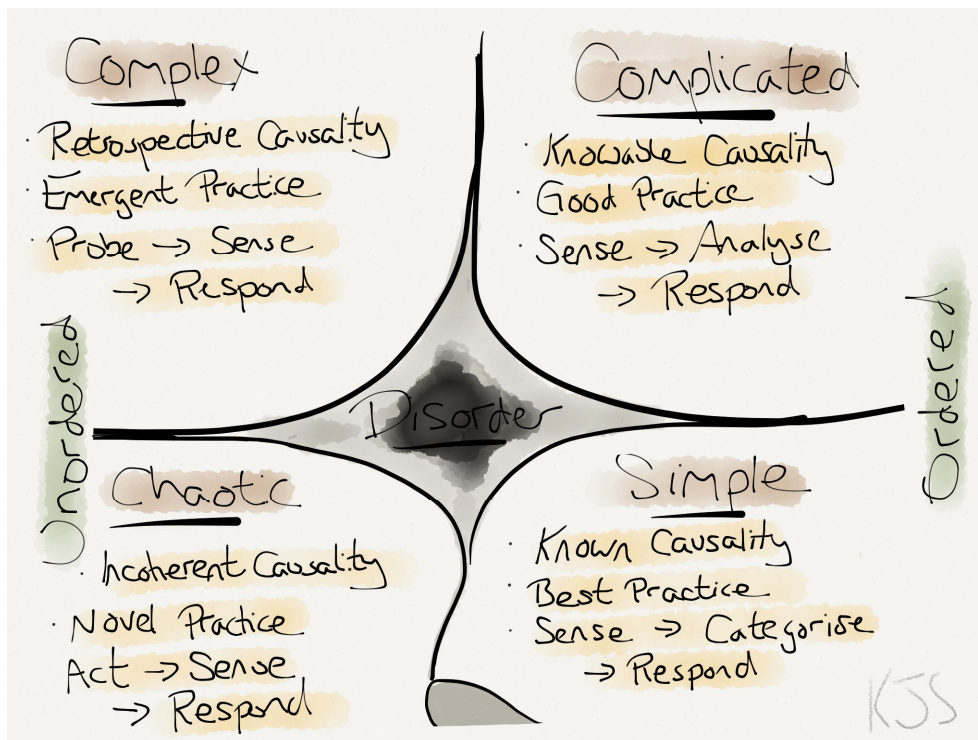 Complex
Retrospective Causality
Emergent Practice
Probe → Sense
→ Respond
Complicated
Knowable Causality
Good Practice
Sense → Analyse
→ Respond
Unordered
Disorder
Ordered
Chaotic
Incoherent Causality
Novel Practice
Act → Sense
→ Respond
Simple
Known Causality
Best Practice
Sense → Categorise
→ Respond
KJS